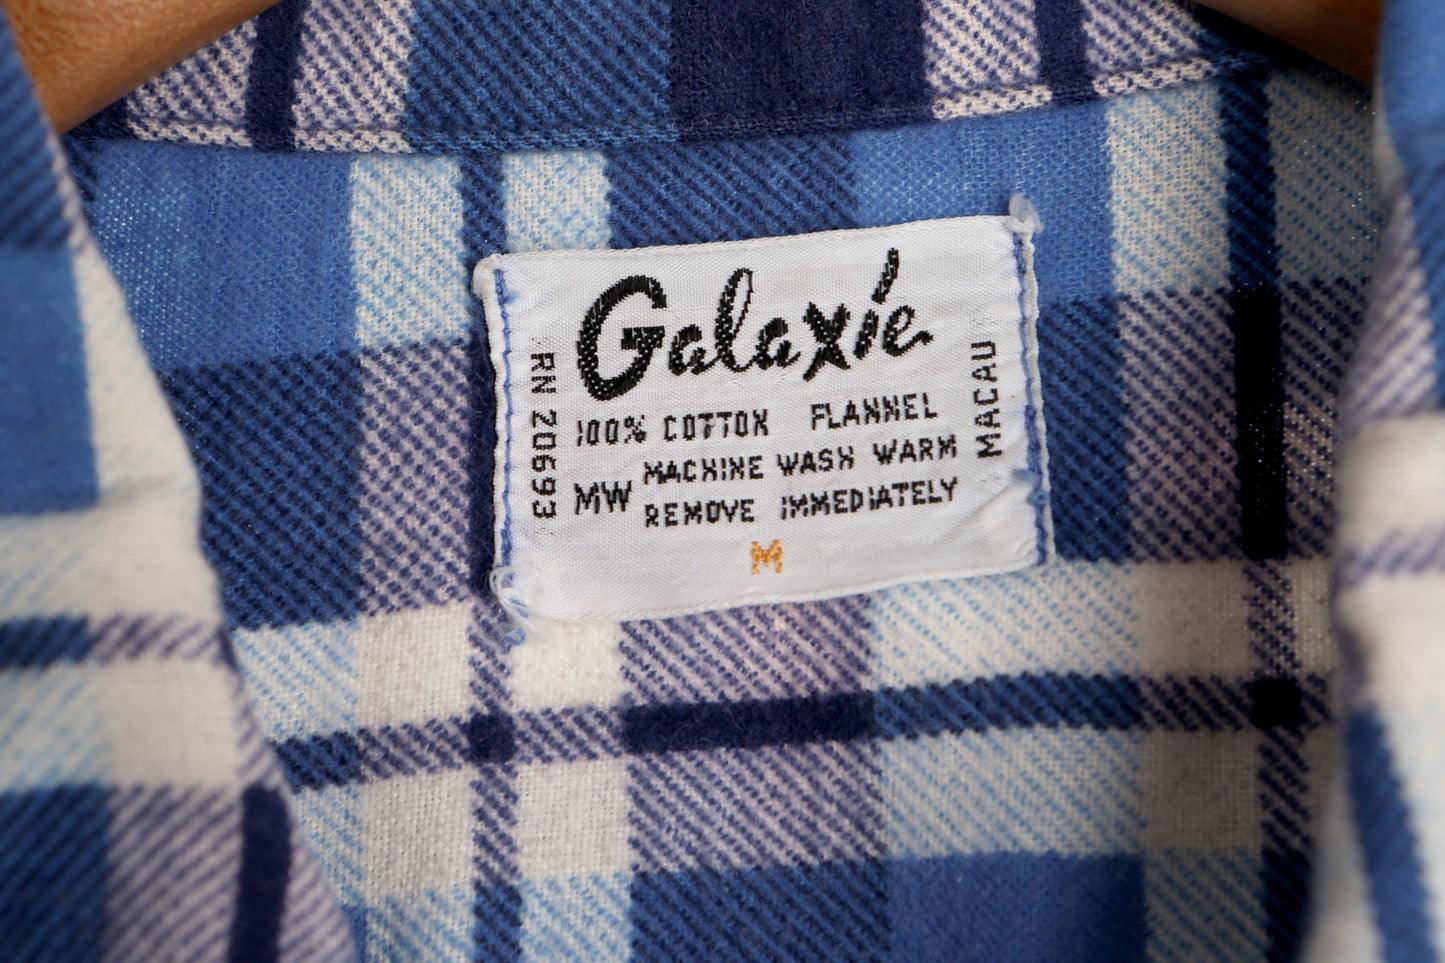 Galaxie
RN 20693
100% COTTON FLANNEL
MW MACHINE WASH WARM
REMOVE IMMEDIATELY
M
MACAU